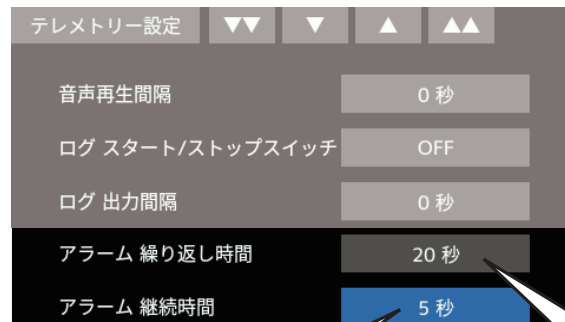 テレメトリー設定 ▼▼ ▼ ▲ ▲▲
音声再生間隔 0 秒
ログ スタート/ストップスイッチ OFF
ログ 出力間隔 0 秒
アラーム 繰り返し時間 20 秒
アラーム 継続時間 5 秒